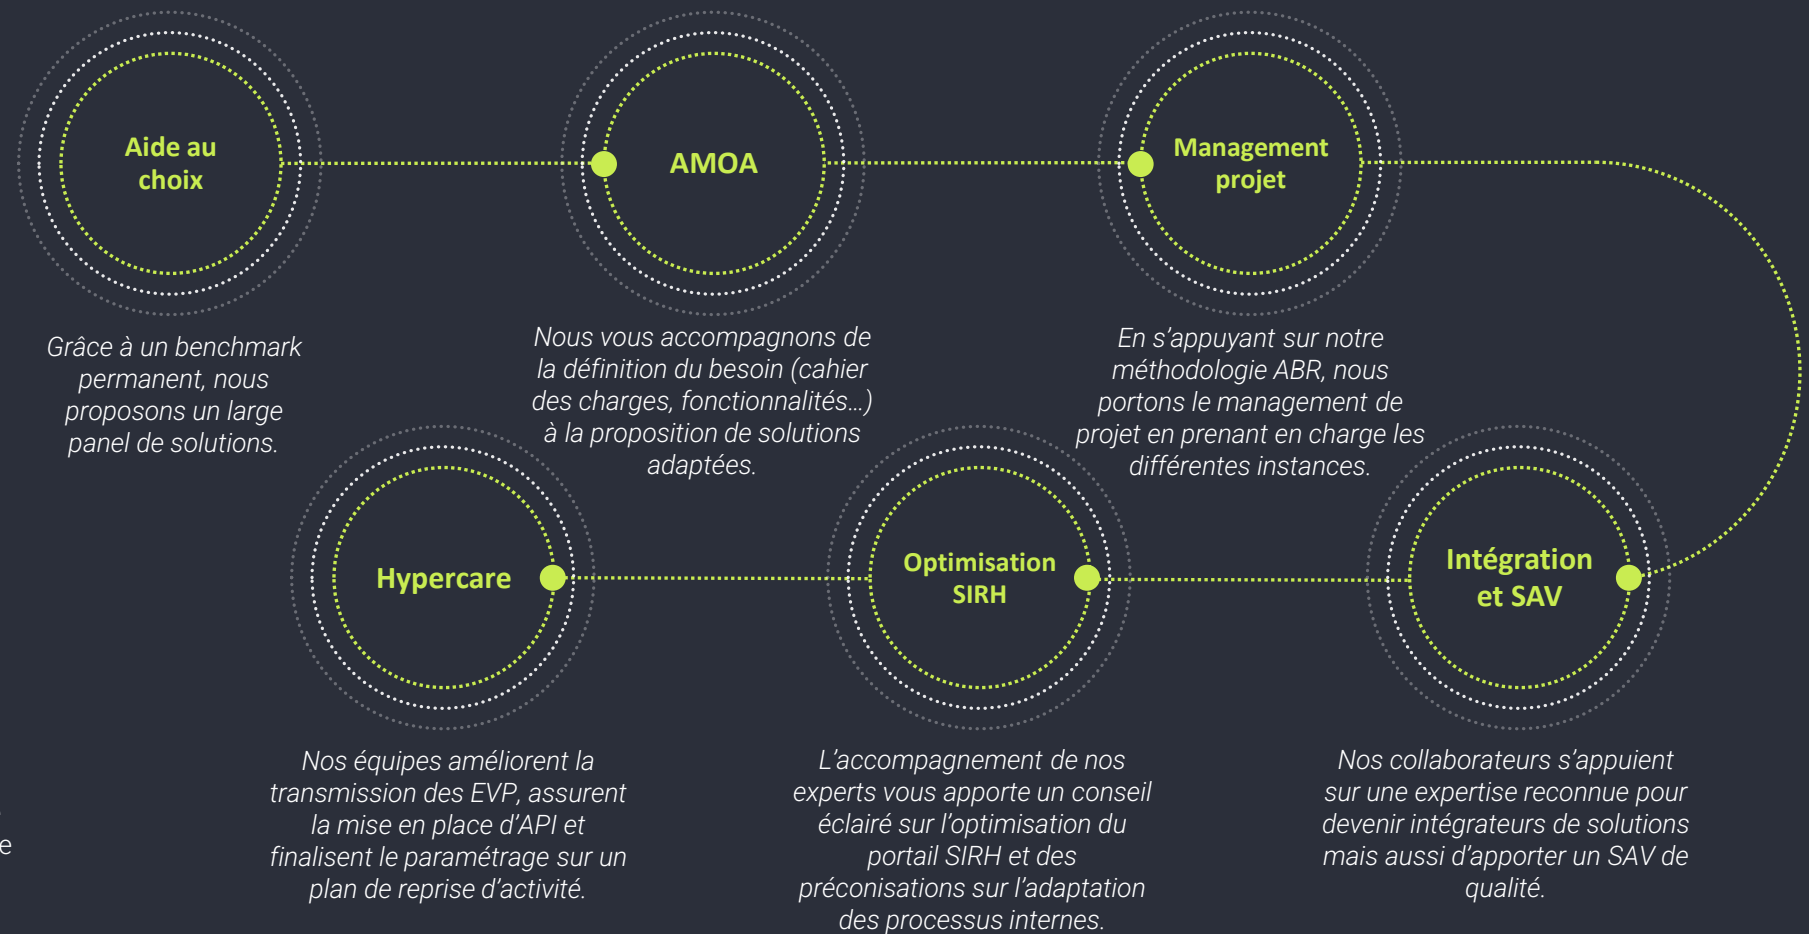 Aide au
choix
AMOA
Management
projet
Grâce à un benchmark
permanent, nous
proposons un large
panel de solutions.
Nous vous accompagnons de
la définition du besoin (cahier
des charges, fonctionnalités…)
à la proposition de solutions
adaptées.
En s’appuyant sur notre
méthodologie ABR, nous
portons le management de
projet en prenant en charge les
différentes instances.
Hypercare
Optimisation
SIRH
Intégration
et SAV
Nos équipes améliorent la
transmission des EVP, assurent
la mise en place d’API et
finalisent le paramétrage sur un
plan de reprise d’activité.
L’accompagnement de nos
experts vous apporte un conseil
éclairé sur l’optimisation du
portail SIRH et des
préconisations sur l’adaptation
des processus internes.
Nos collaborateurs s’appuient
sur une expertise reconnue pour
devenir intégrateurs de solutions
mais aussi d’apporter un SAV de
qualité.